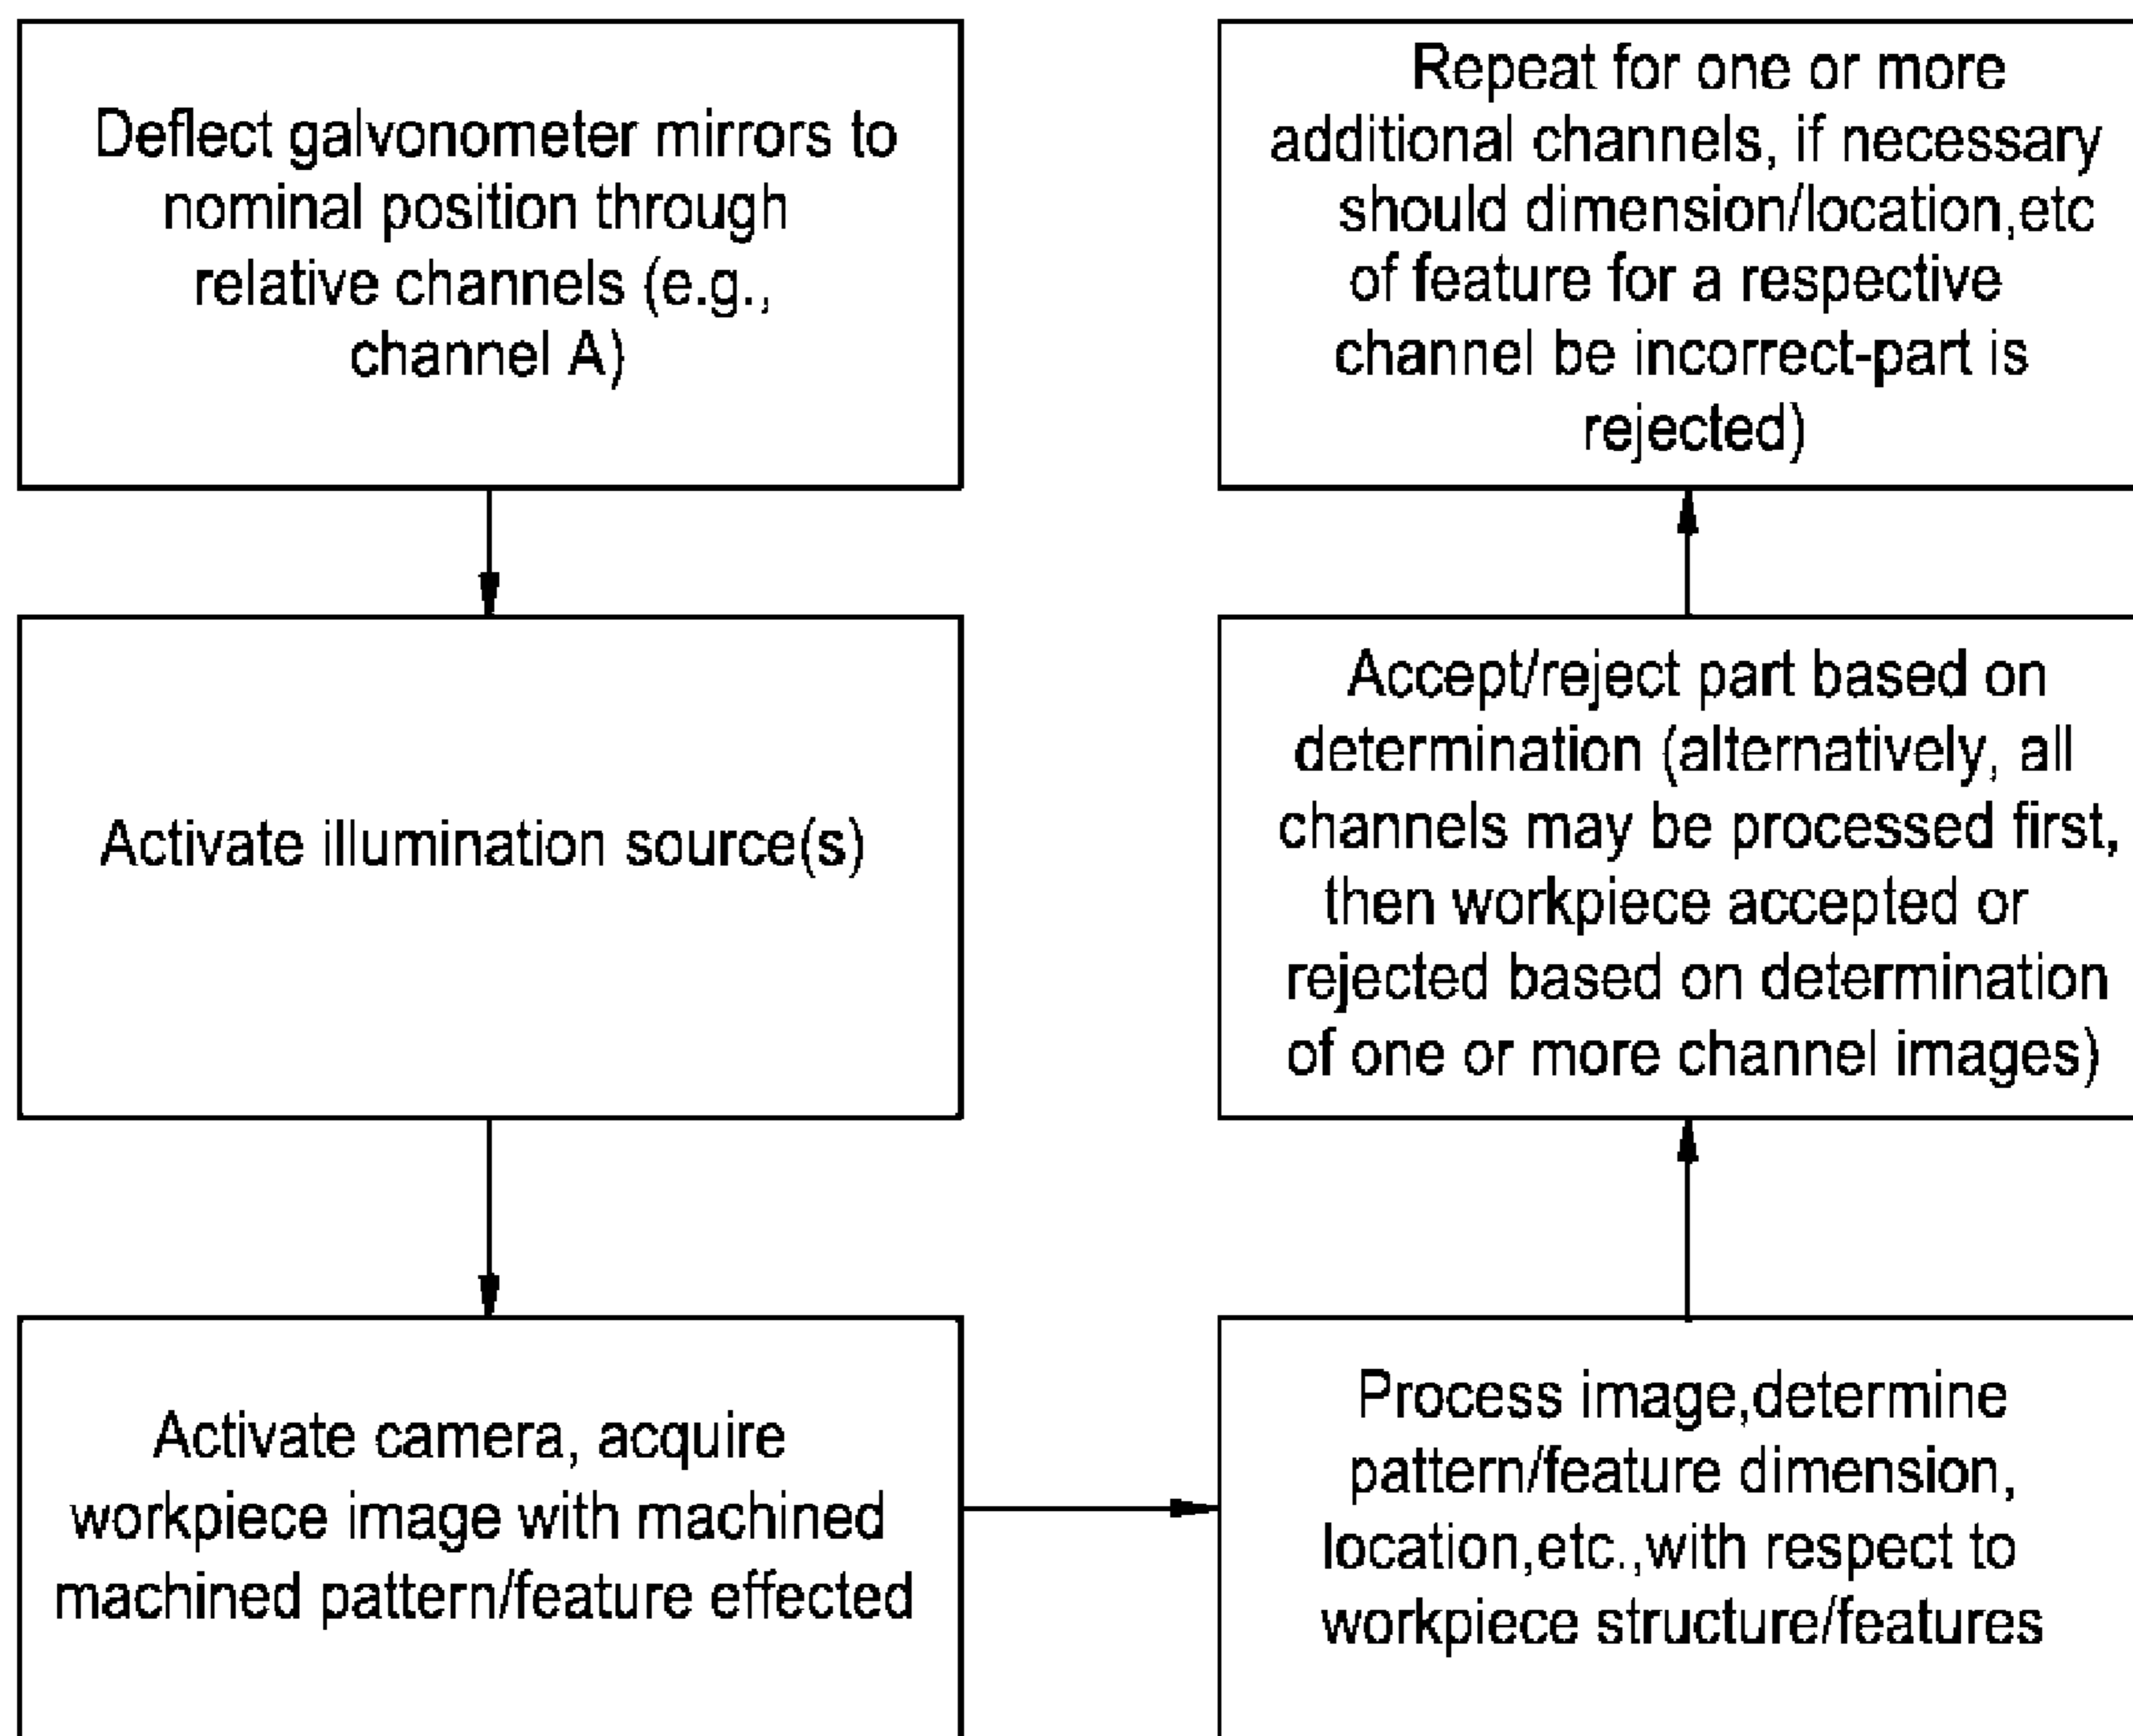 Deflect galvonometer mirrors to
nominal position through
relative channels (e.g.,
channel A)
Activate illumination source(s)
Activate camera, acquire
workpiece image with machined
machined pattern/feature effected
Process image,determine
pattern/feature dimension,
location,etc.,with respect to
workpiece structure/features
Accept/reject part based on
determination (alternatively, all
channels may be processed first,
then workpiece accepted or
rejected based on determination
of one or more channel images)
Repeat for one or more
additional channels, if necessary
should dimension/location,etc
of feature for a respective
channel be incorrect-part is
rejected)